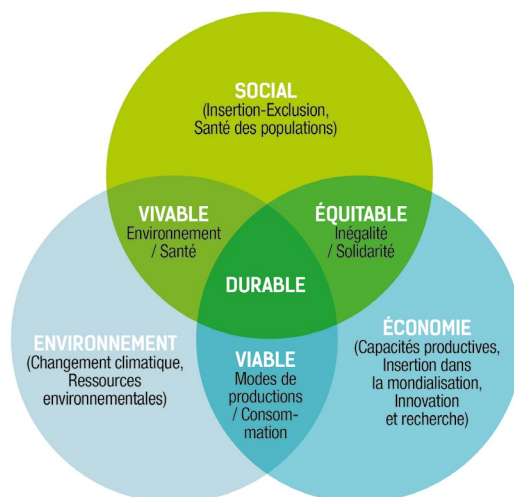 SOCIAL
(Insertion-Exclusion,
Santé des populations)
VIVABLE
Environnement
/ Santé
ÉQUITABLE
Inégalité
/ Solidarité
DURABLE
ENVIRONNEMENT
(Changement climatique,
Ressources
environnementales)
VIABLE
Modes de
productions
/ Consom-
mation
ÉCONOMIE
(Capacités productives,
Insertion dans
la mondialisation,
Innovation
et recherche)